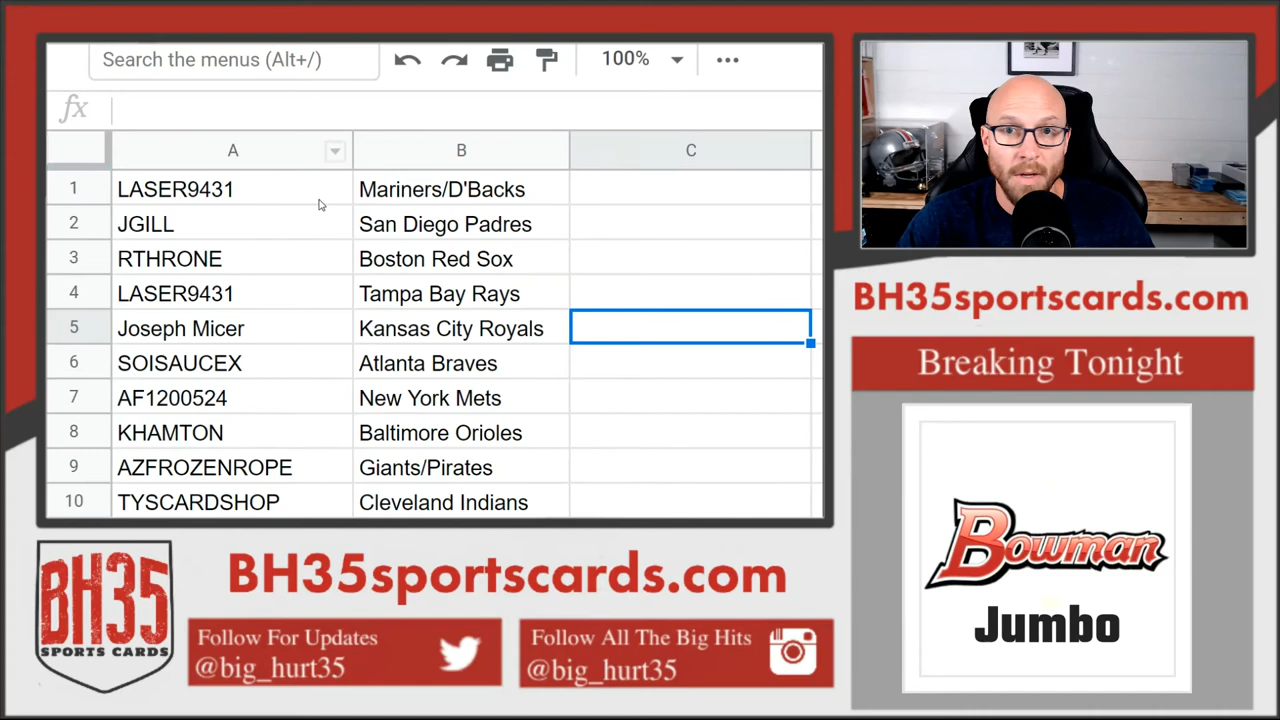 Search the menus (Alt+/)
100%
fx
A B C
1 LASER9431 Mariners/D'Backs
2 JGILL San Diego Padres
3 RTHRONE Boston Red Sox
4 LASER9431 Tampa Bay Rays
5 Joseph Micer Kansas City Royals
6 SOISAUCEX Atlanta Braves
7 AF1200524 New York Mets
8 KHAMTON Baltimore Orioles
9 AZFROZENROPE Giants/Pirates
10 TYSCARDSHOP Cleveland Indians
BH35sportscards.com
Breaking Tonight
Bowman
Jumbo
BH35
SPORTS CARDS
BH35sportscards.com
Follow For Updates
@big_hurt35
Follow All The Big Hits
@big_hurt35